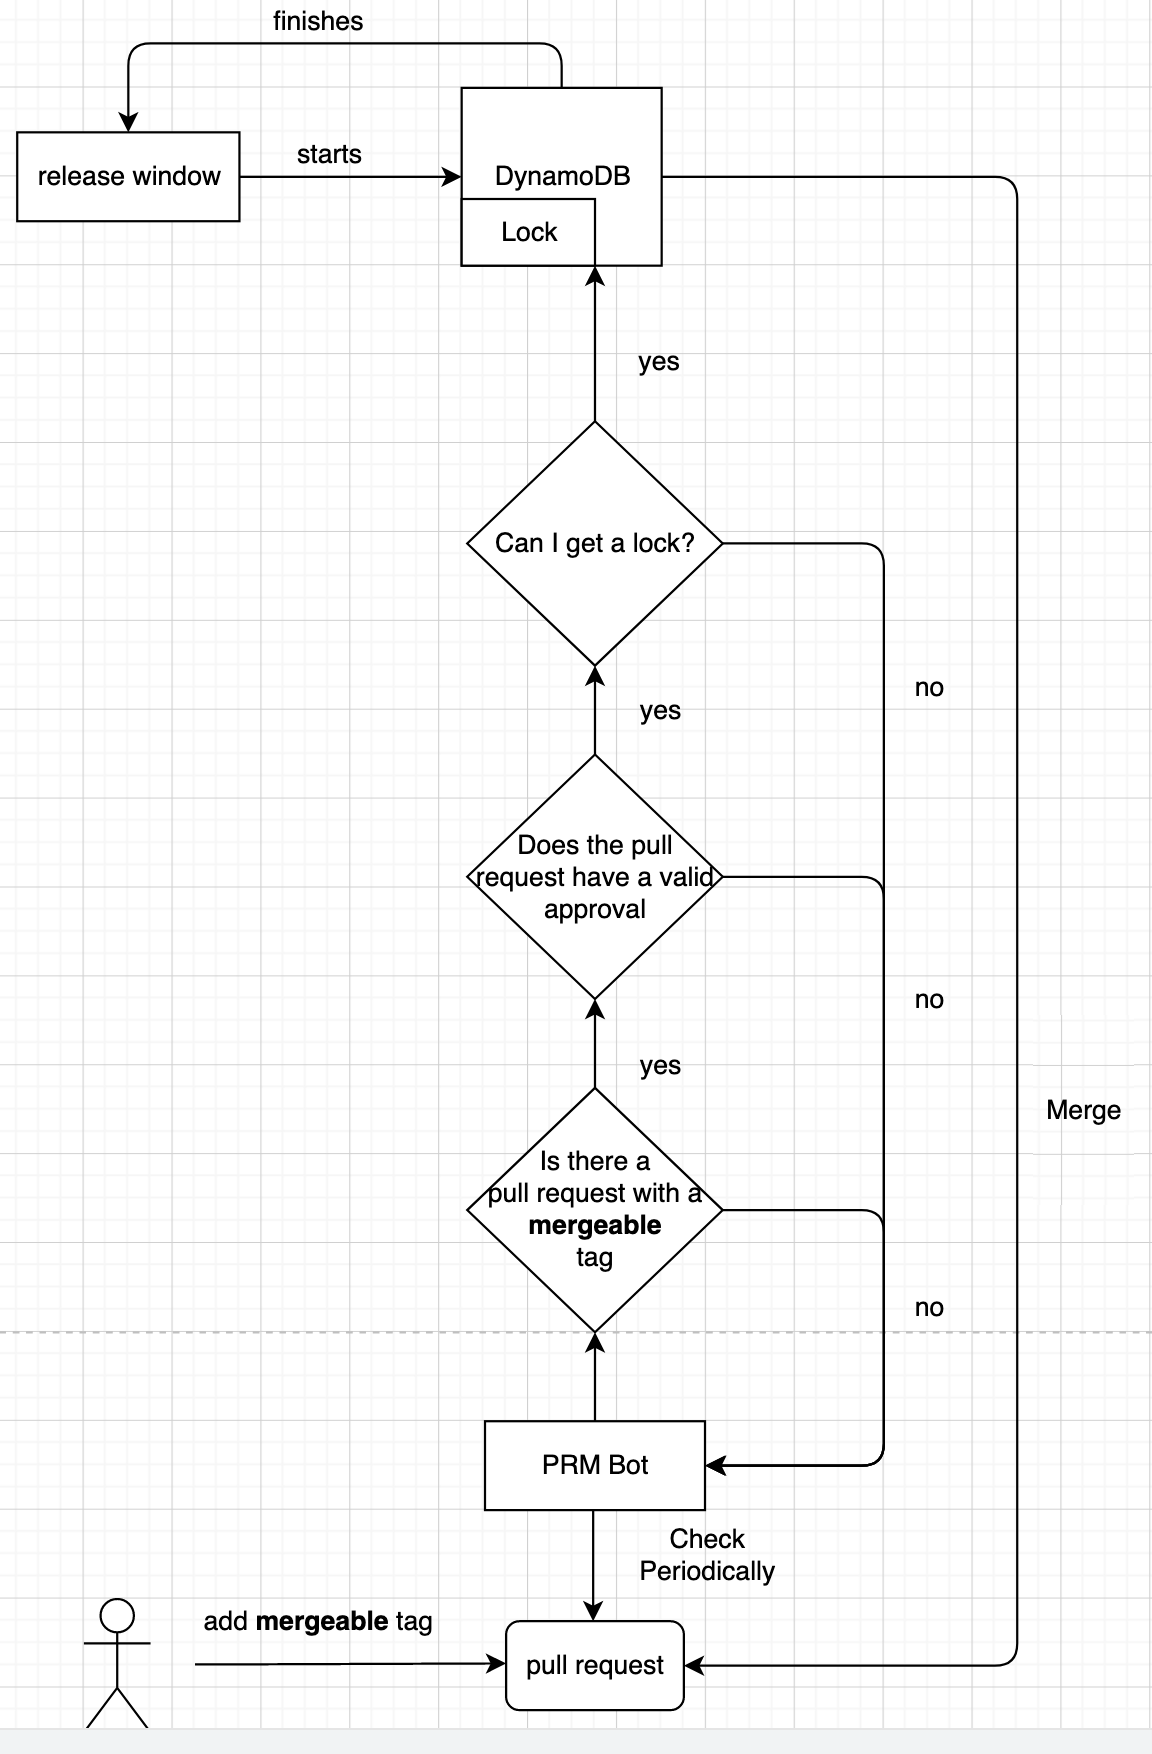 finishes
starts
release window
DynamoDB
Lock
yes
Can I get a lock?
no
yes
Does the pull
request have a valid
approval
no
yes
Merge
Is there a
pull request with a
mergeable
tag
no
PRM Bot
Check
Periodically
add mergeable tag
pull request